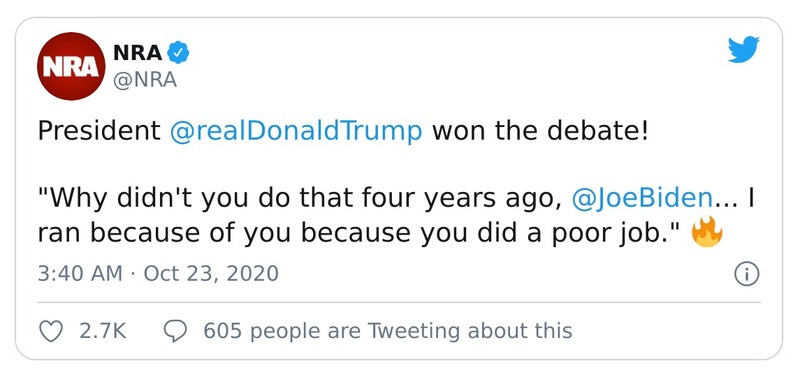 NRA
NRA
@NRA
President @realDonaldTrump won the debate!
"Why didn't you do that four years ago, @JoeBiden... I
ran because of you because you did a poor job." 🔥
3:40 AM · Oct 23, 2020
2.7K
605 people are Tweeting about this